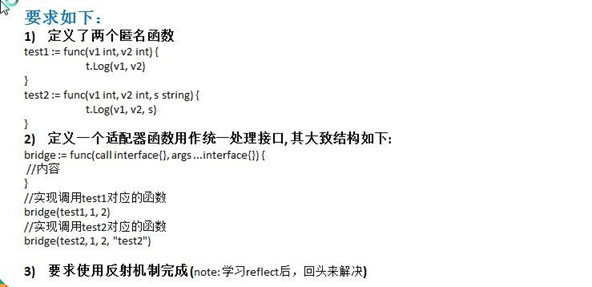 要求如下：
1) 定义了两个匿名函数
test1 := func(v1 int, v2 int) {
t.Log(v1, v2)
}
test2 := func(v1 int, v2 int, s string) {
t.Log(v1, v2, s)
}
2) 定义一个适配器函数用作统一处理接口, 其大致结构如下:
bridge := func(call interface{}, args ...interface{}) {
//内容
}
//实现调用test1对应的函数
bridge(test1, 1, 2)
//实现调用test2对应的函数
bridge(test2, 1, 2, "test2")
3) 要求使用反射机制完成 (note: 学习reflect后，回头来解决)